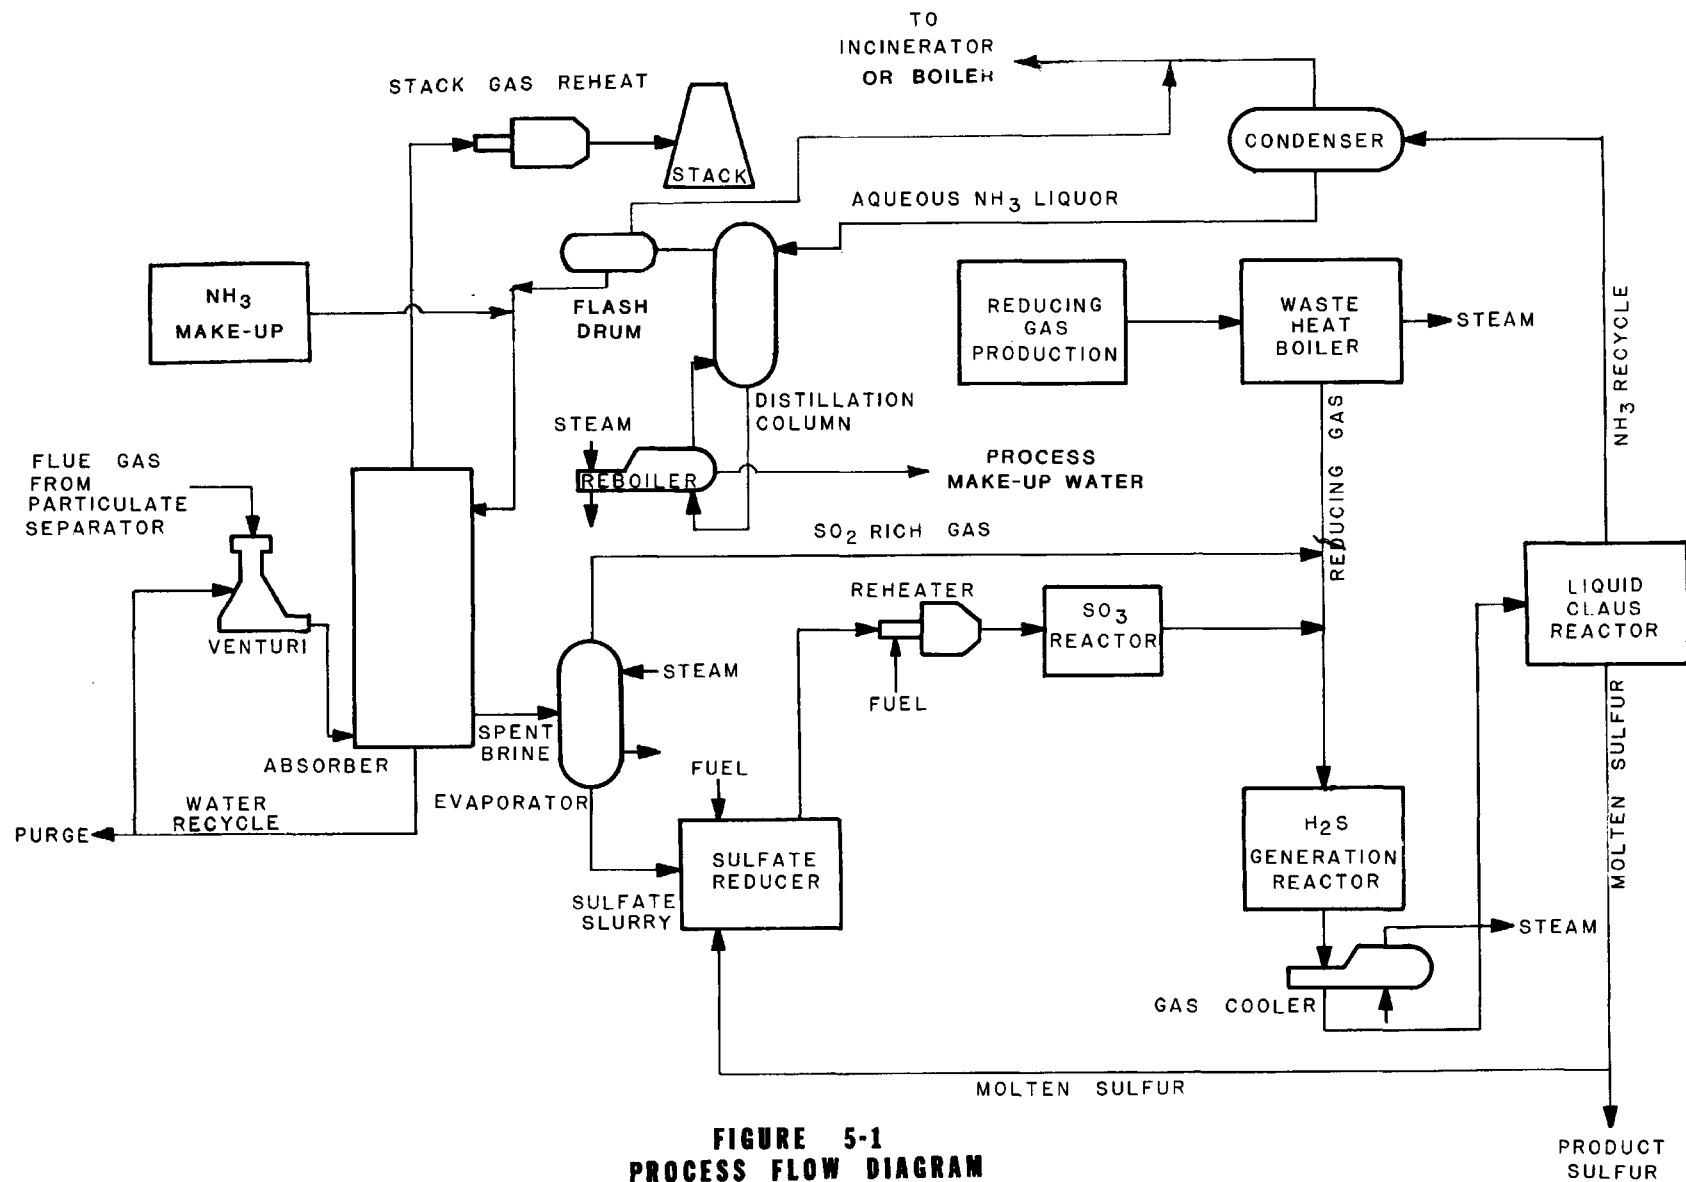 TO
INCINERATOR
OR BOILER
STACK GAS REHEAT
STACK
CONDENSER
AQUEOUS NH3 LIQUOR
NH3
MAKE-UP
FLASH
DRUM
REDUCING
GAS
PRODUCTION
WASTE
HEAT
BOILER
STEAM
NH3 RECYCLE
DISTILLATION
COLUMN
STEAM
REBOILER
PROCESS
MAKE-UP WATER
REDUCING GAS
REDUCING GAS
FLUE GAS
FROM
PARTICULATE
SEPARATOR
SO2 RICH GAS
VENTURI
REHEATER
SO3
REACTOR
LIQUID
CLAUS
REACTOR
STEAM
FUEL
SPENT
BRINE
ABSORBER
MOLTEN SULFUR
FUEL
EVAPORATOR
WATER
RECYCLE
PURGE
H2S
GENERATION
REACTOR
SULFATE
REDUCER
SULFATE
SLURRY
STEAM
GAS COOLER
MOLTEN SULFUR
FIGURE 5-1
PROCESS FLOW DIAGRAM
PRODUCT
SULFUR